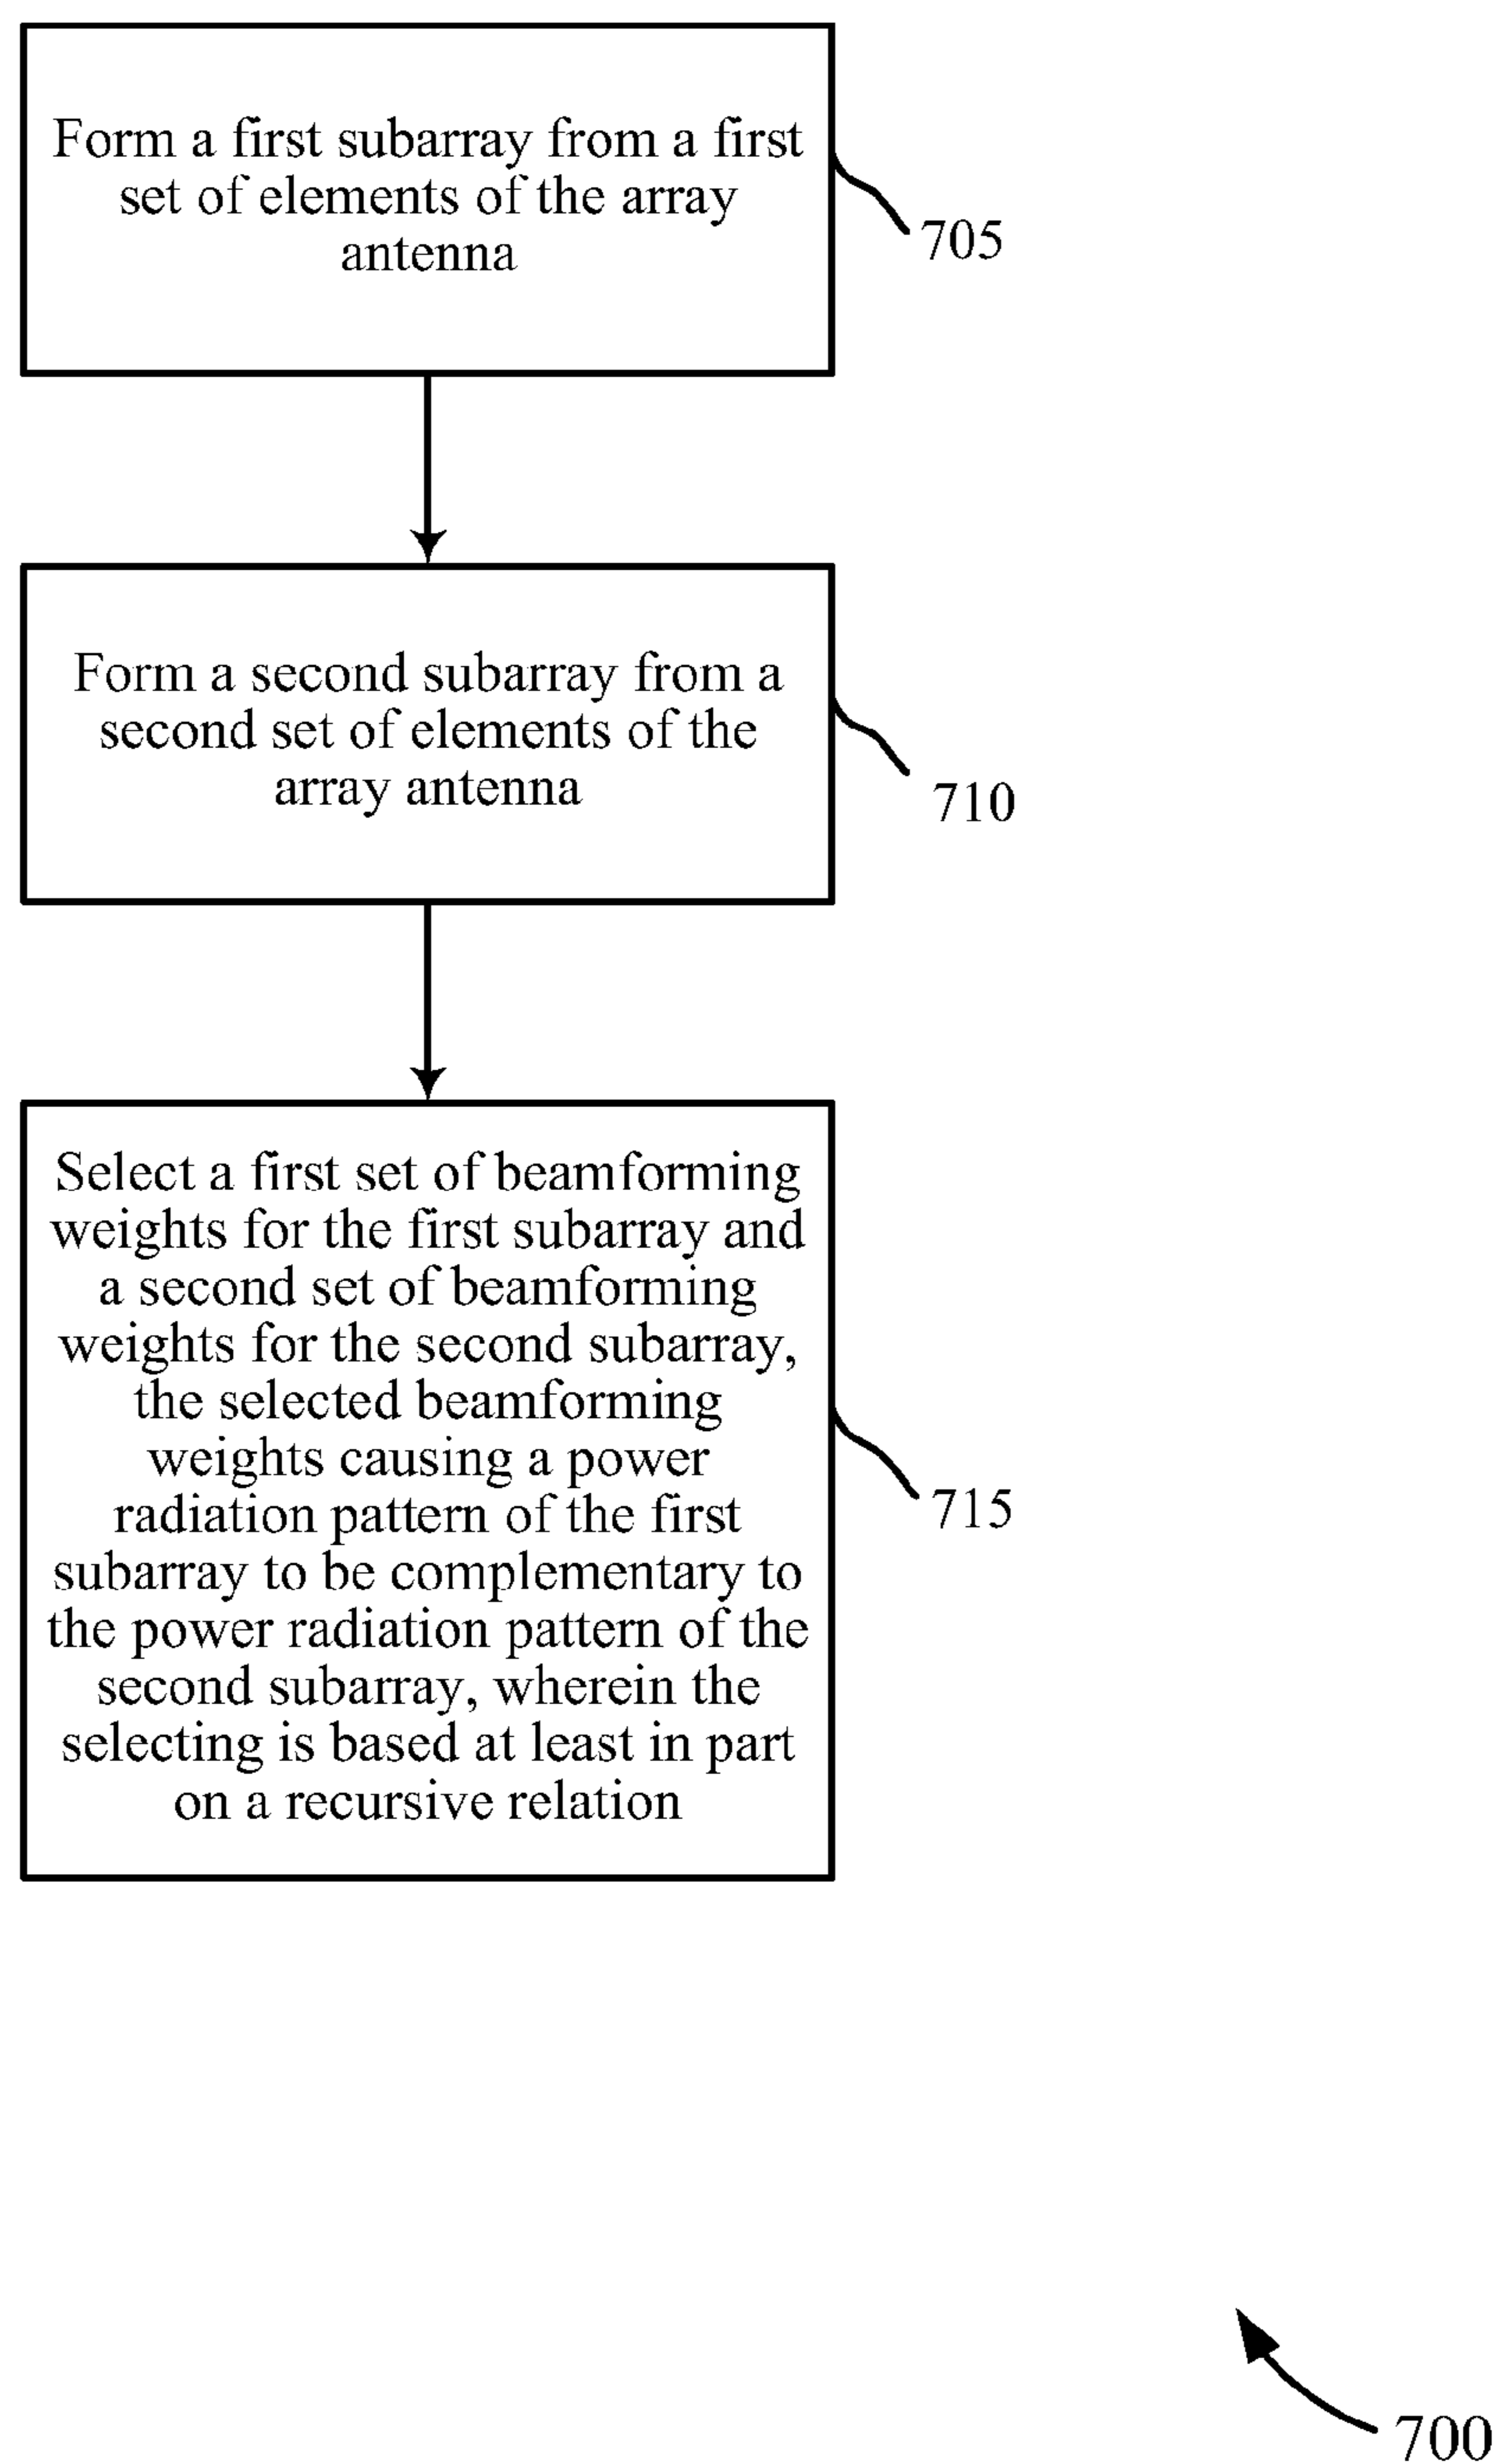 Form a first subarray from a first
set of elements of the array
antenna
705
Form a second subarray from a
second set of elements of the
array antenna
710
Select a first set of beamforming
weights for the first subarray and
a second set of beamforming
weights for the second subarray,
the selected beamforming
weights causing a power
radiation pattern of the first
subarray to be complementary to
the power radiation pattern of the
second subarray, wherein the
selecting is based at least in part
on a recursive relation
715
700